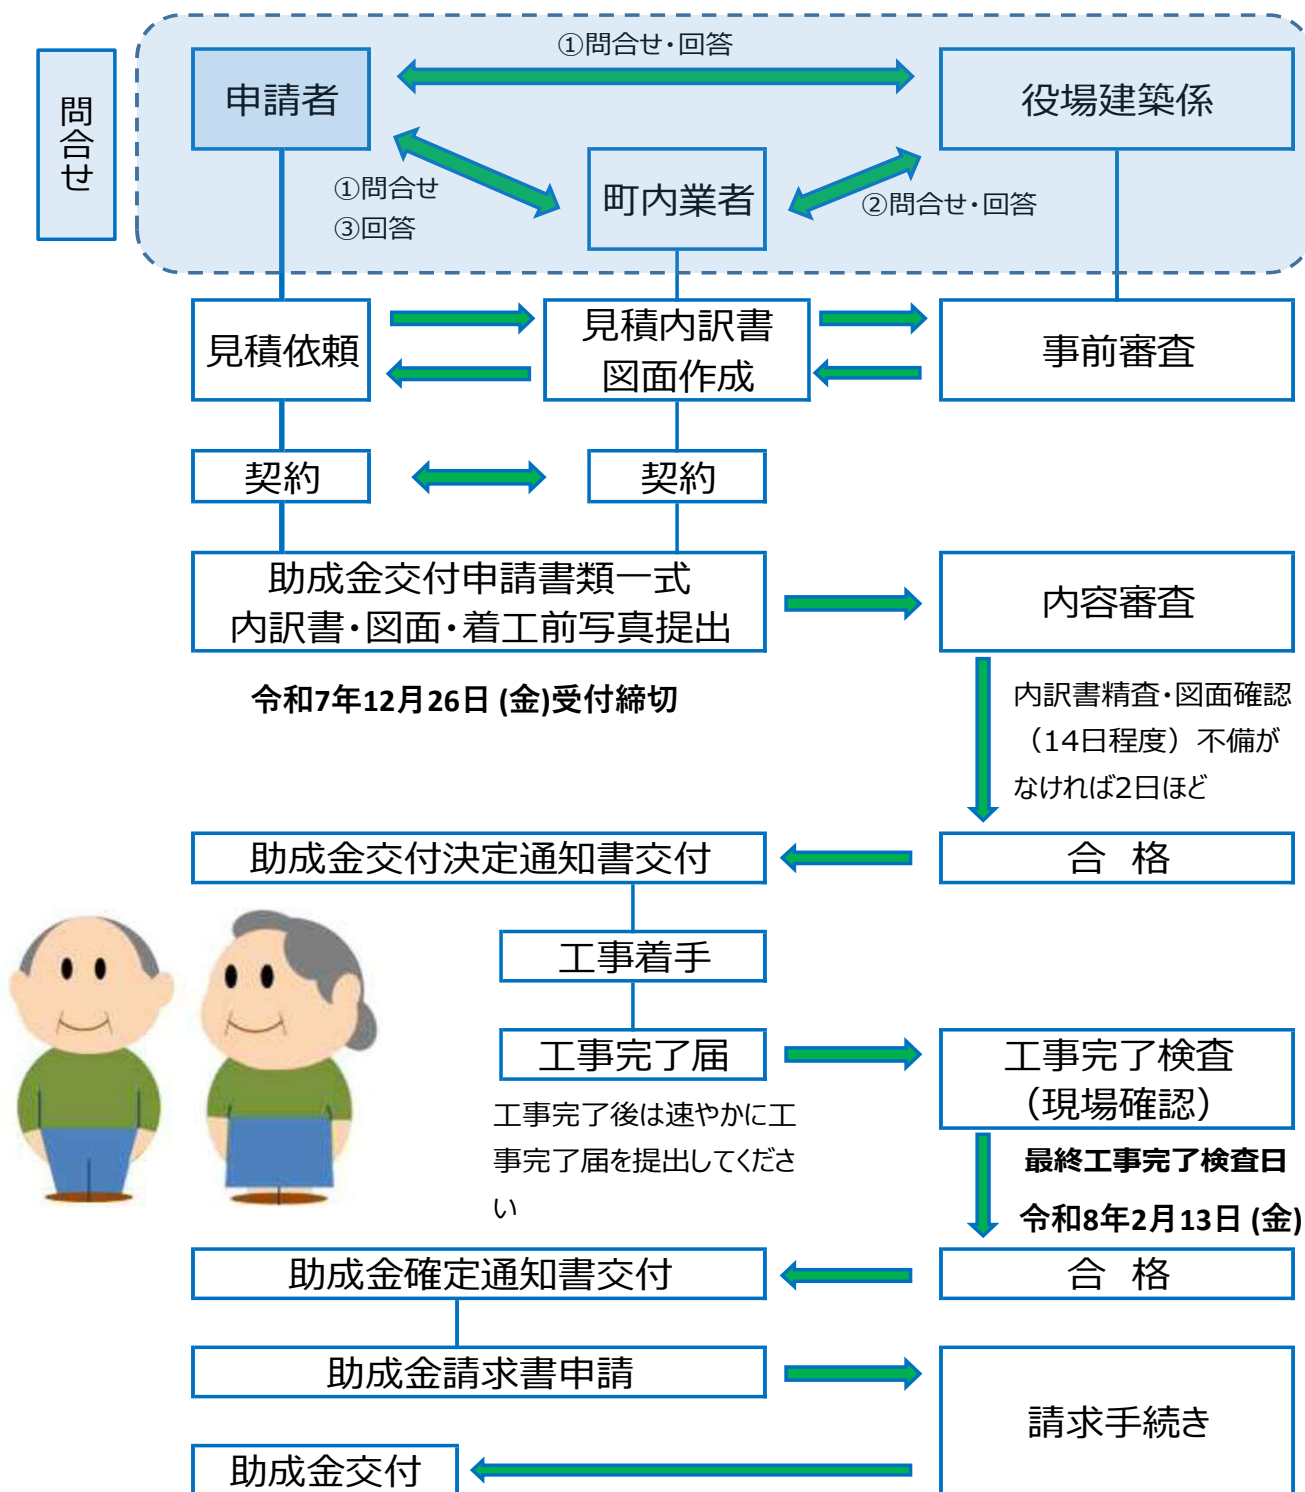 問合せ
①問合せ・回答
申請者
役場建築係
①問合せ
③回答
町内業者
②問合せ・回答
見積依頼
見積内訳書
図面作成
事前審査
契約
契約
助成金交付申請書類一式
内訳書・図面・着工前写真提出
内容審査
令和7年12月26日 (金)受付締切
内訳書精査・図面確認
（14日程度）不備が
なければ2日ほど
助成金交付決定通知書交付
合 格
工事着手
工事完了届
工事完了検査
（現場確認）
工事完了後は速やかに工
事完了届を提出してくださ
い
最終工事完了検査日
令和8年2月13日 (金)
助成金確定通知書交付
合 格
助成金請求書申請
請求手続き
助成金交付